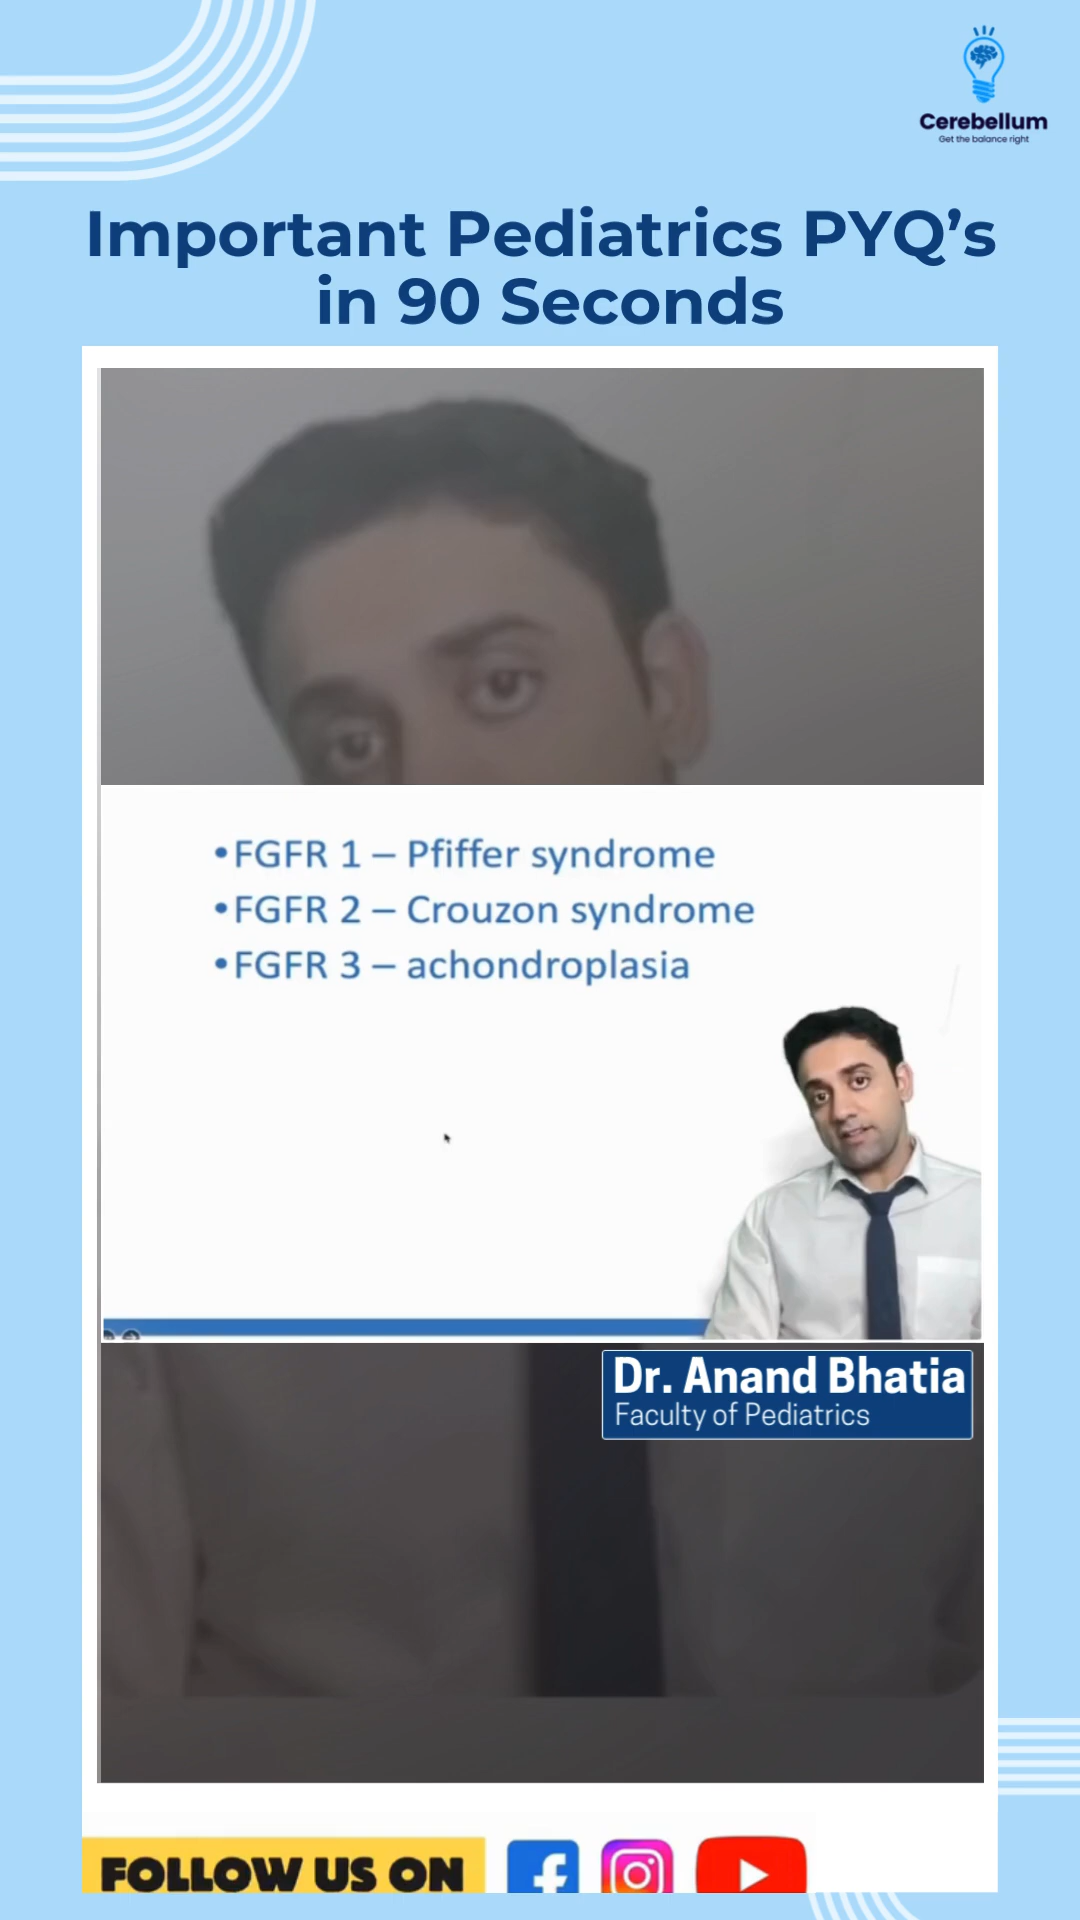 Cerebellum
Get the balance right
Important Pediatrics PYQ’s
in 90 Seconds
•FGFR 1 – Pfiffer syndrome
•FGFR 2 – Crouzon syndrome
•FGFR 3 – achondroplasia
Dr. Anand Bhatia
Faculty of Pediatrics
FOLLOW US ON